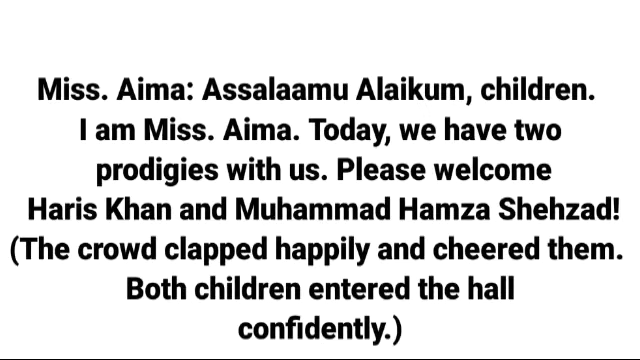 Miss. Aima: Assalaamu Alaikum, children.
I am Miss. Aima. Today, we have two
prodigies with us. Please welcome
Haris Khan and Muhammad Hamza Shehzad!
(The crowd clapped happily and cheered them.
Both children entered the hall
confidently.)